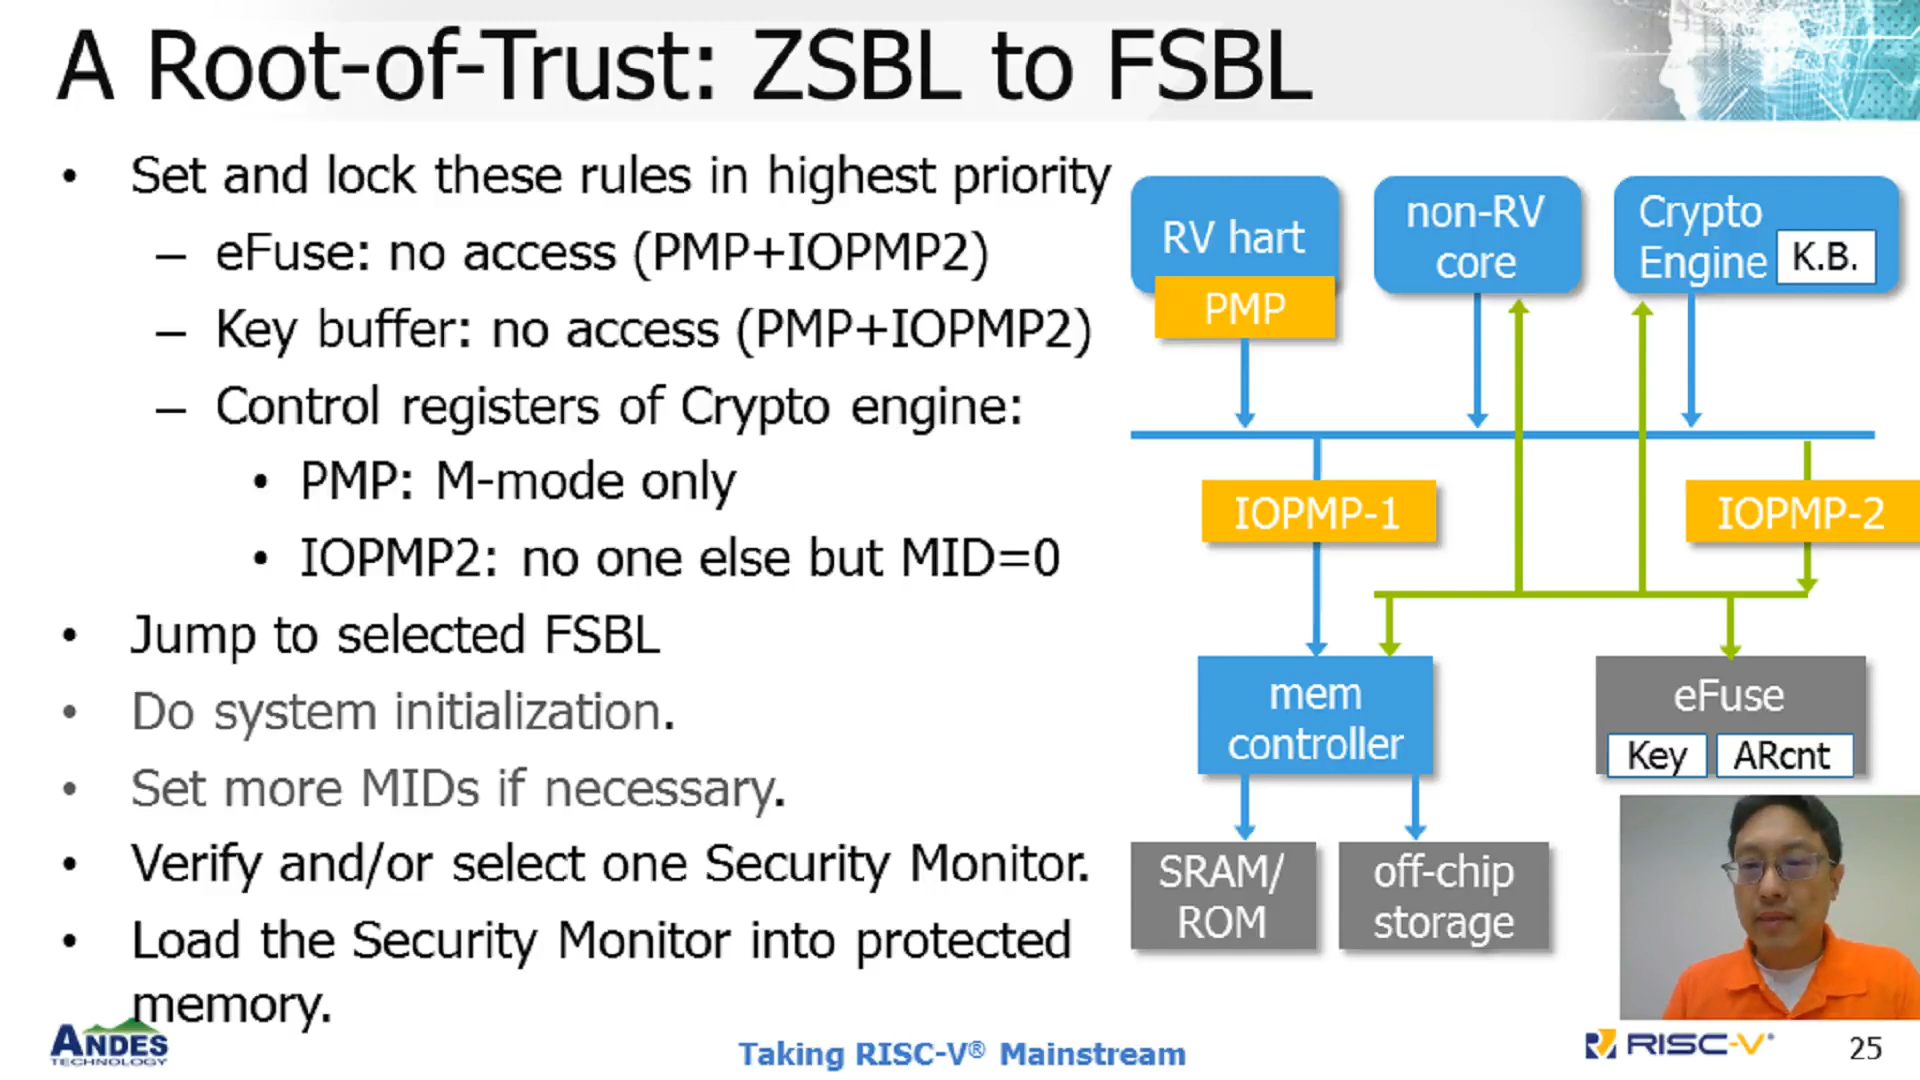 A Root-of-Trust: ZSBL to FSBL
• Set and lock these rules in highest priority
– eFuse: no access (PMP+IOPMP2)
– Key buffer: no access (PMP+IOPMP2)
– Control registers of Crypto engine:
• PMP: M-mode only
• IOPMP2: no one else but MID=0
• Jump to selected FSBL
• Do system initialization.
• Set more MIDs if necessary.
• Verify and/or select one Security Monitor.
• Load the Security Monitor into protected
memory.
RV hart
PMP
non-RV
core
Crypto
Engine
K.B.
IOPMP-1
IOPMP-2
mem
controller
eFuse
Key
ARcnt
SRAM/
ROM
off-chip
storage
ANDES
TECHNOLOGY
Taking RISC-V® Mainstream
RISC-V
25